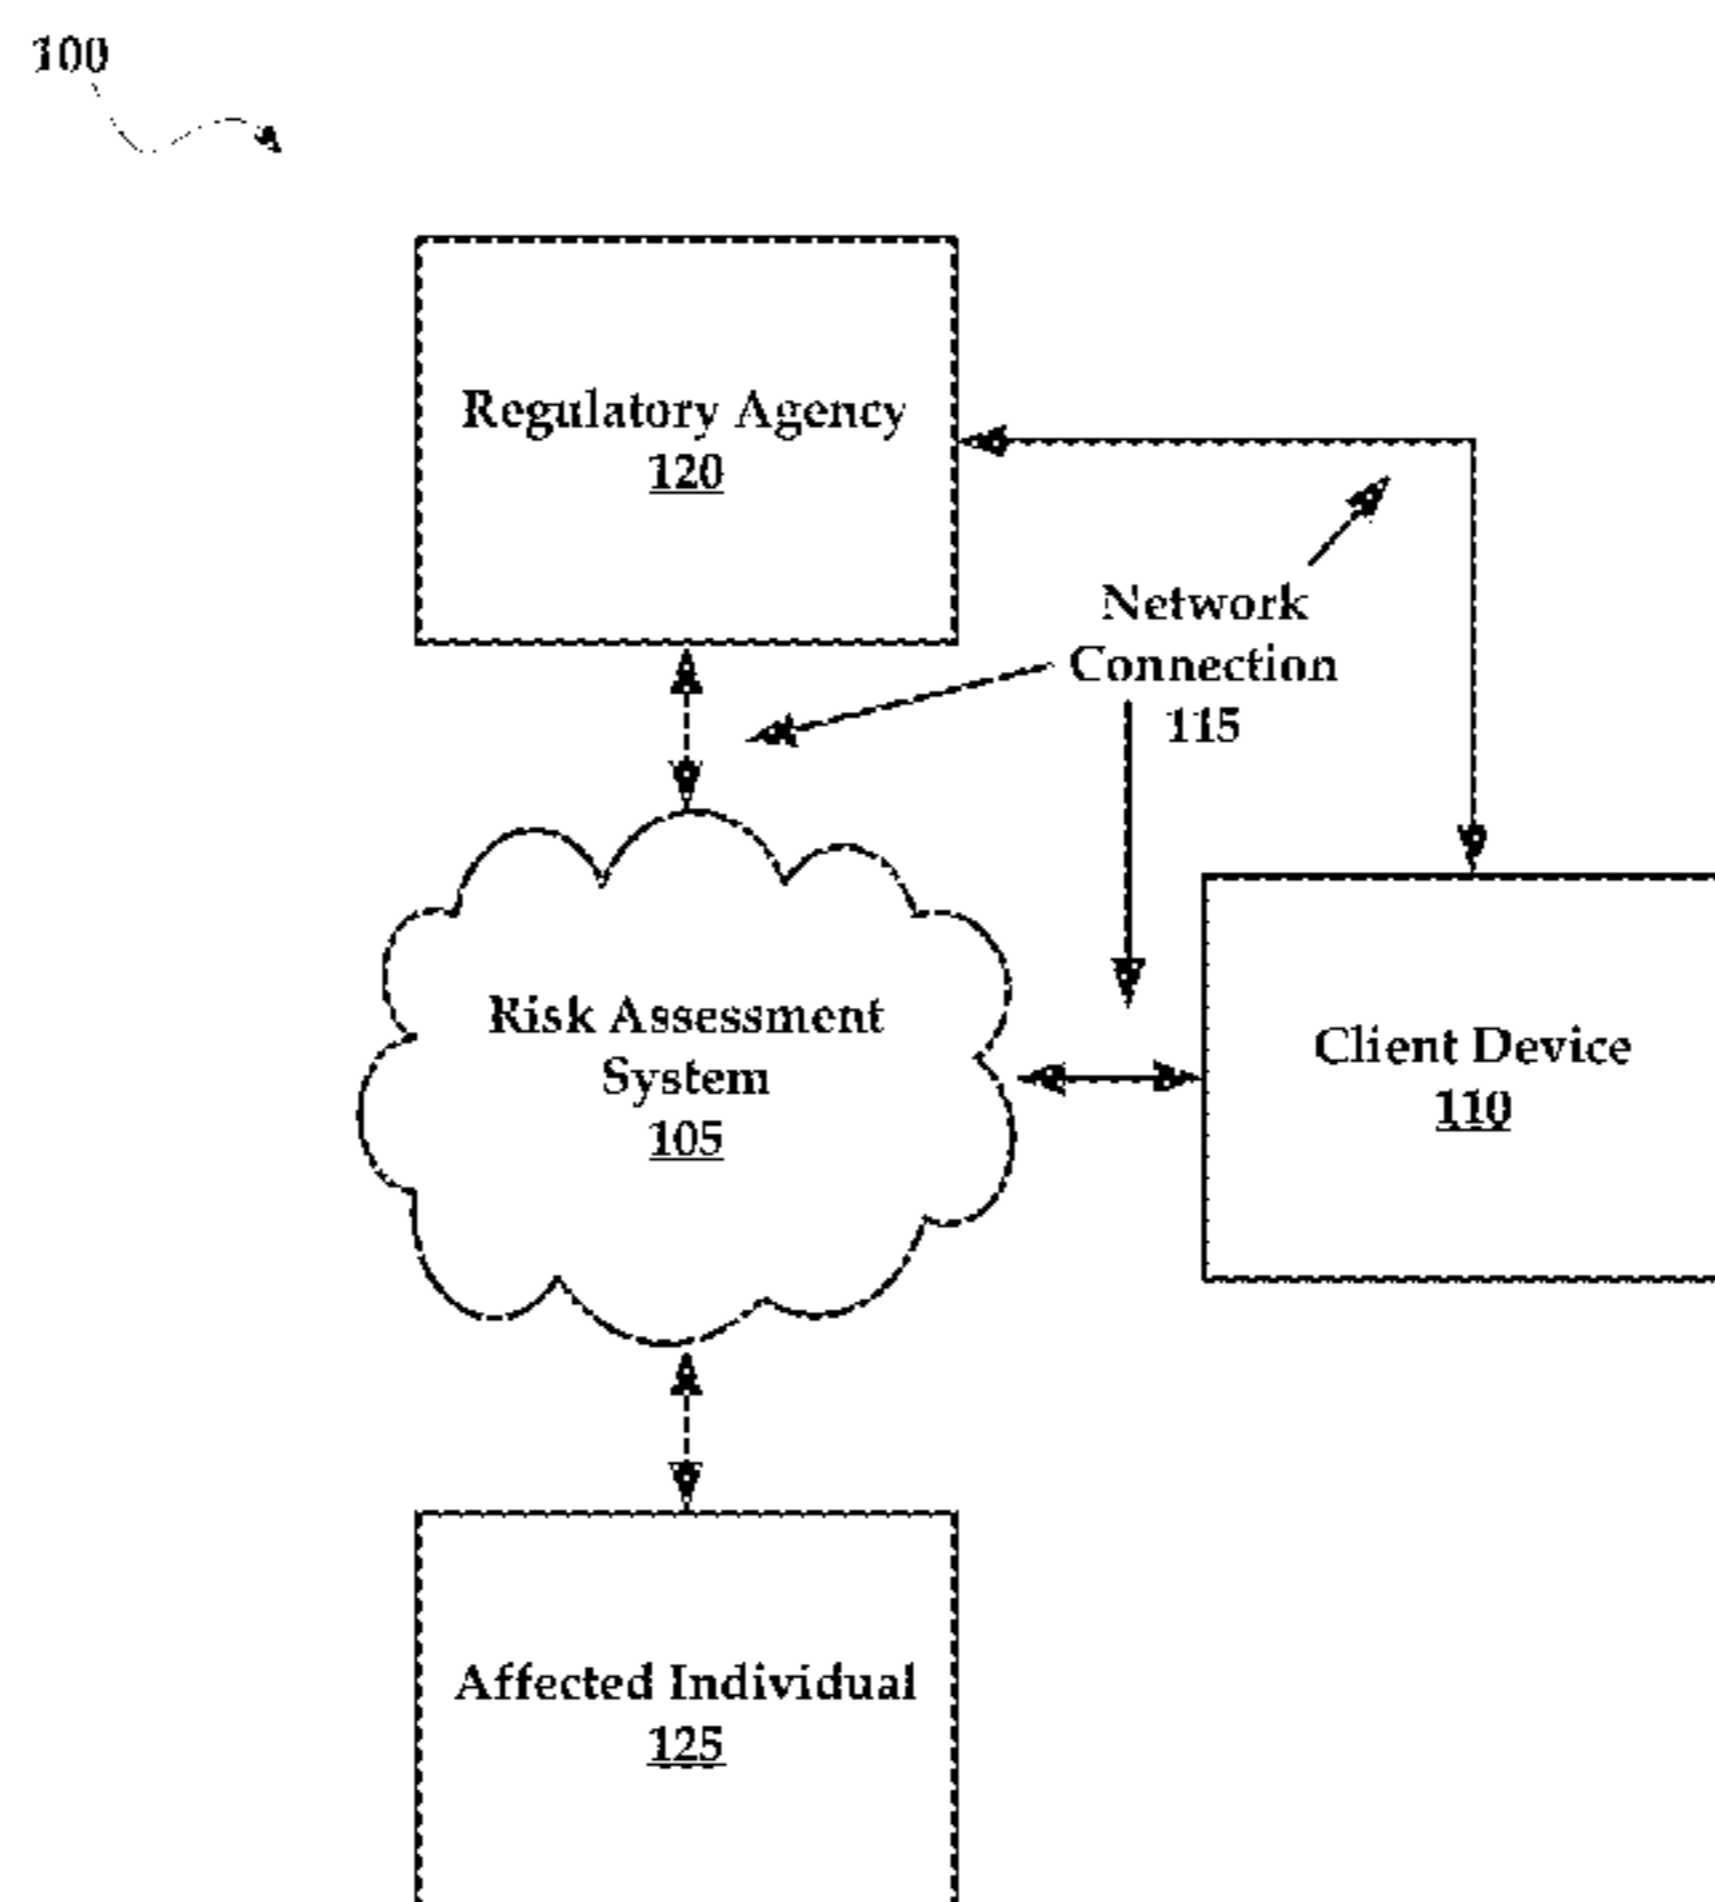 100
Regulatory Agency
120
Network
Connection
115
Risk Assessment
System
105
Client Device
110
Affected Individual
125